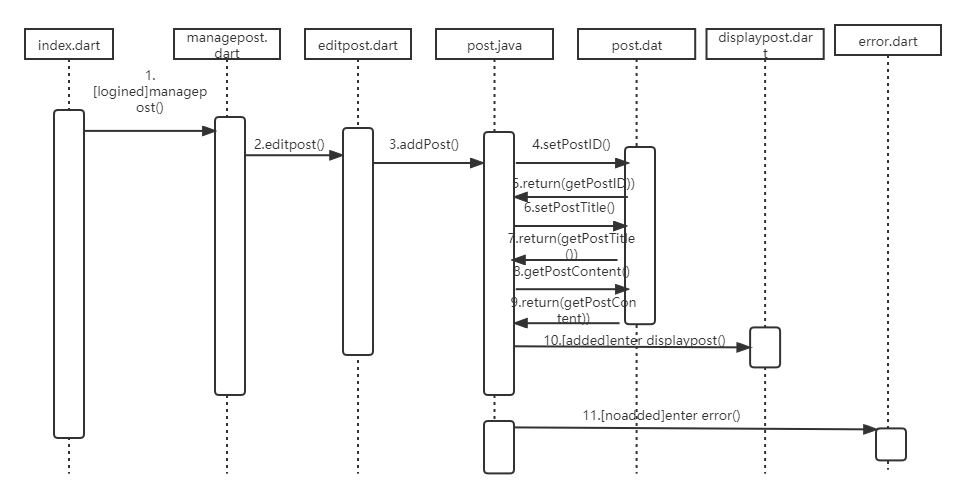 index.dart
managepost.
dart
editpost.dart
post.java
post.dat
displaypost.dar
t
error.dart
1.
[logined]managep
ost()
2.editpost()
3.addPost()
4.setPostID()
5.return(getPostID))
6.setPostTitle()
7.return(getPostTitle
())
8.getPostContent()
9.return(getPostCon
tent))
10.[added]enter displaypost()
11.[noadded]enter error()